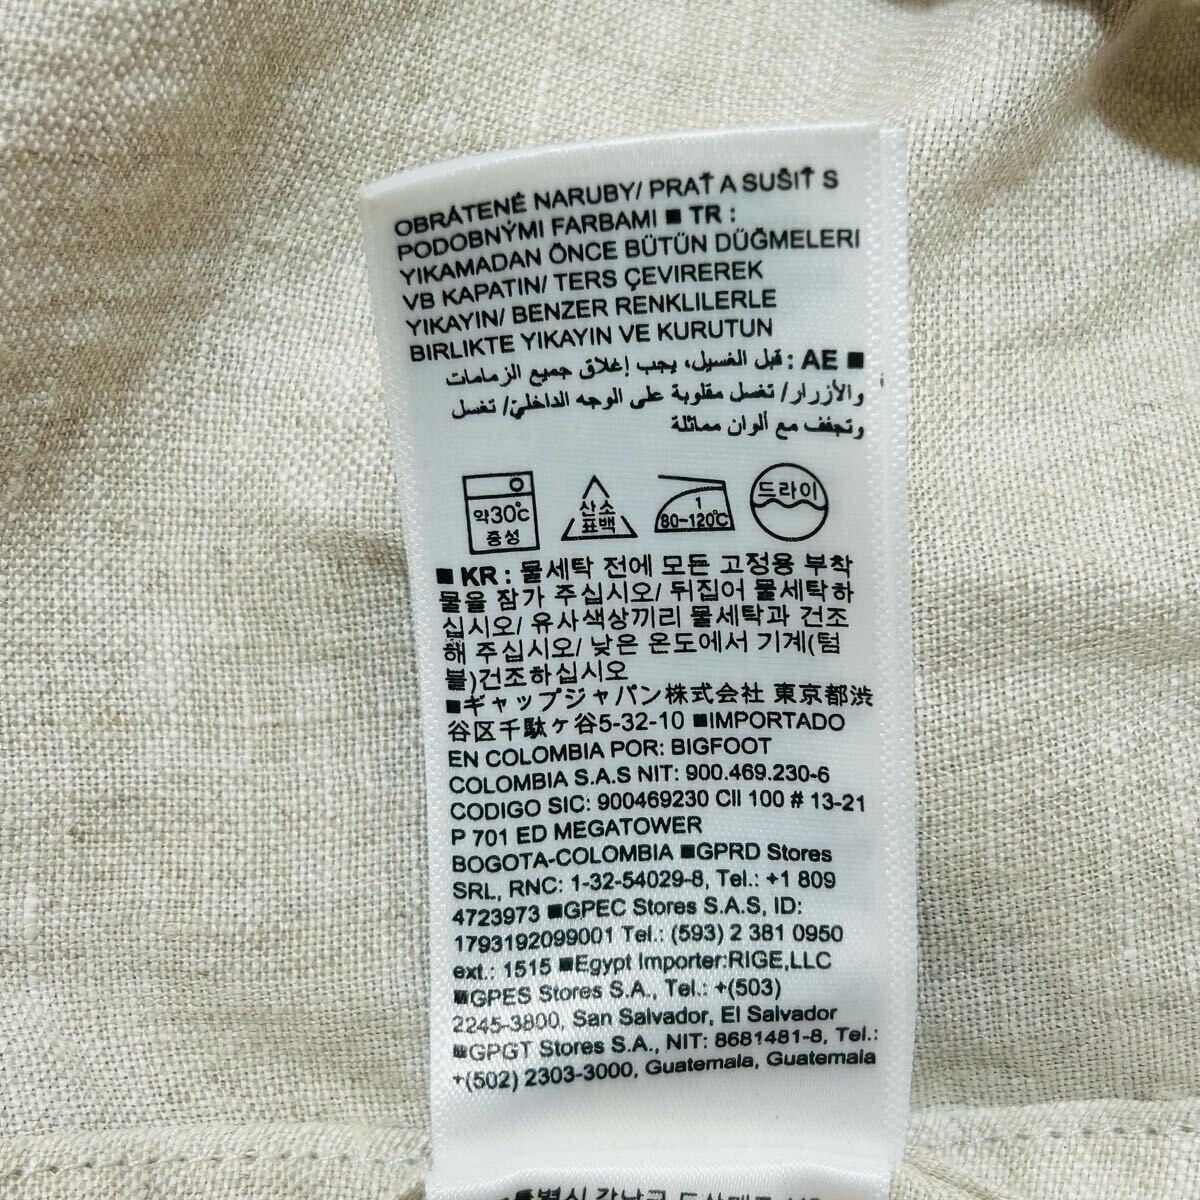 OBRÁTENÉ NARUBY/ PRAŤ A SUŠIŤ S
PODOBNÝMI FARBAMI ■ TR :
YIKAMADAN ÖNCE BÜTÜN DÜĞMELERİ
VB KAPATIN/ TERS ÇEVİREREK
YIKAYIN/ BENZER RENKLİLERLE
BIRLIKTE YIKAYIN VE KURUTUN
■ AE : قبل الغسيل، يجب إغلاق جميع الزمامات
والأزرار/ تغسل مقلوبة على الوجه الداخلي/ تغسل
وتجفف مع ألوان مماثلة
약30℃
중성
산소
표백
1
80~120℃
드라이
■ KR : 물세탁 전에 모든 고정용 부착
물을 잠가 주십시오/ 뒤집어 물세탁하
십시오/ 유사색상끼리 물세탁과 건조
해 주십시오/ 낮은 온도에서 기계(텀
블)건조하십시오
■ギャップジャパン株式会社 東京都渋
谷区千駄ヶ谷5-32-10 ■IMPORTADO
EN COLOMBIA POR: BIGFOOT
COLOMBIA S.A.S NIT: 900.469.230-6
CODIGO SIC: 900469230 Cll 100 # 13-21
P 701 ED MEGATOWER
BOGOTA-COLOMBIA ■GPRD Stores
SRL, RNC: 1-32-54029-8, Tel.: +1 809
4723973 ■GPEC Stores S.A.S, ID:
1793192099001 Tel.: (593) 2 381 0950
ext.: 1515 ■Egypt Importer:RIGE,LLC
■GPES Stores S.A., Tel.: +(503)
2245-3800, San Salvador, El Salvador
■GPGT Stores S.A., NIT: 8681481-8, Tel.:
+(502) 2303-3000, Guatemala, Guatemala